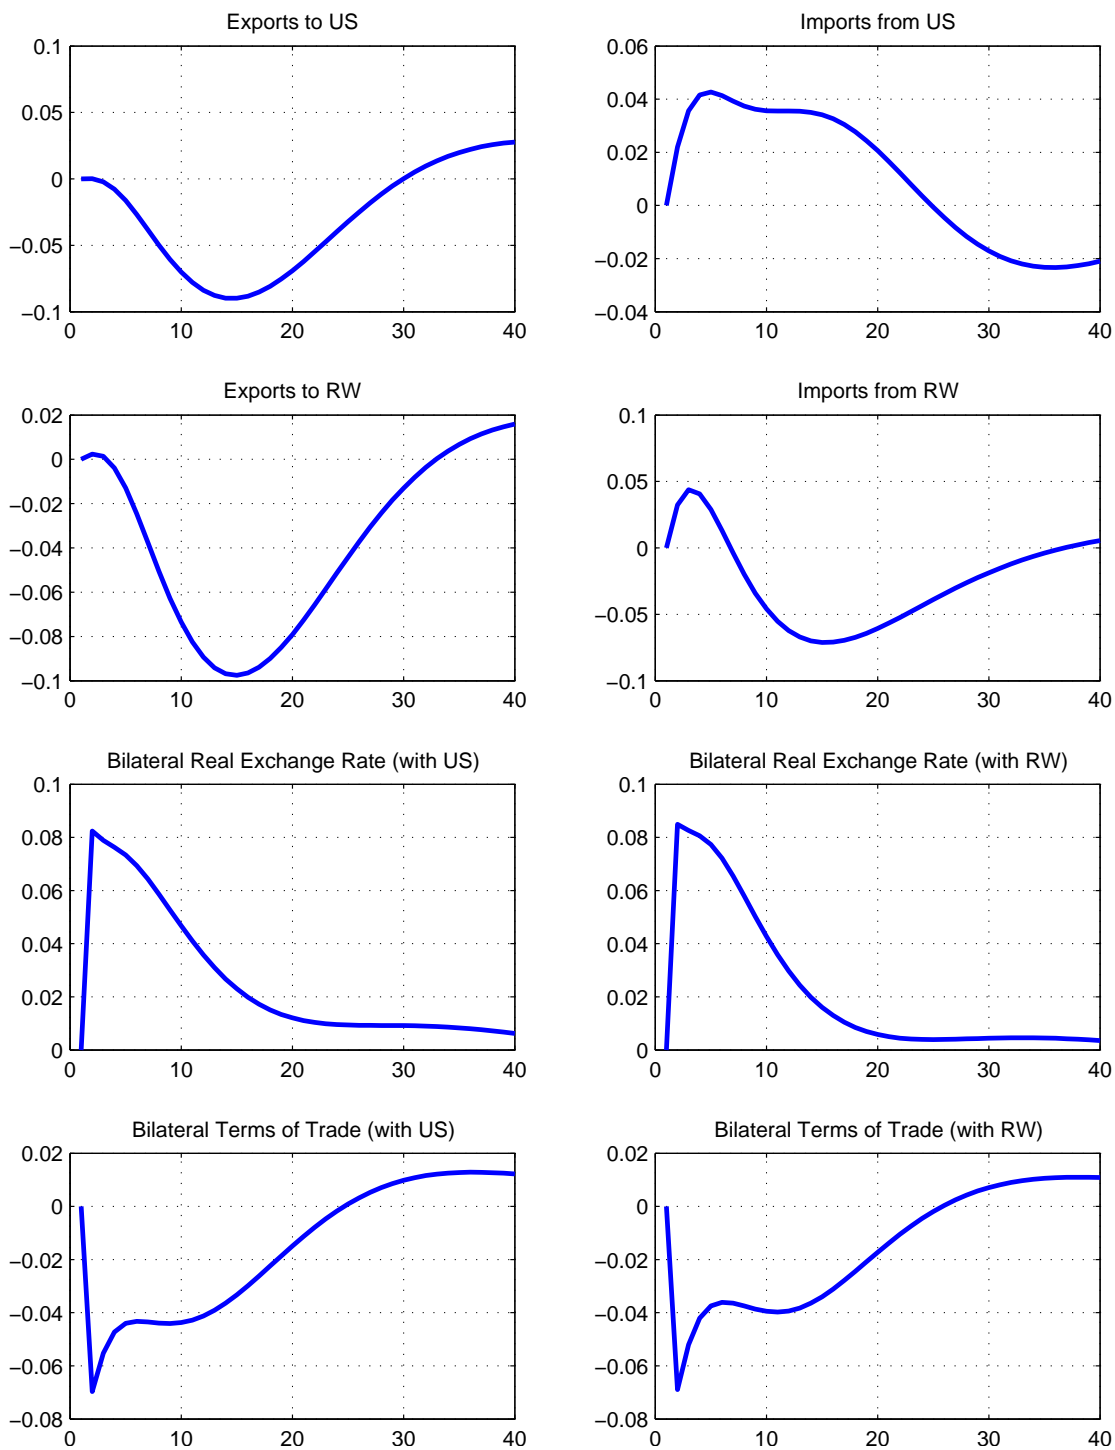 Exports to US
0.1
0.05
0
−0.05
−0.1
0 10 20 30 40
Imports from US
0.06
0.04
0.02
0
−0.02
−0.04
0 10 20 30 40
Exports to RW
0.02
0
−0.02
−0.04
−0.06
−0.08
−0.1
0 10 20 30 40
Imports from RW
0.1
0.05
0
−0.05
−0.1
0 10 20 30 40
Bilateral Real Exchange Rate (with US)
0.1
0.08
0.06
0.04
0.02
0
0 10 20 30 40
Bilateral Real Exchange Rate (with RW)
0.1
0.08
0.06
0.04
0.02
0
0 10 20 30 40
Bilateral Terms of Trade (with US)
0.02
0
−0.02
−0.04
−0.06
−0.08
0 10 20 30 40
Bilateral Terms of Trade (with RW)
0.02
0
−0.02
−0.04
−0.06
−0.08
0 10 20 30 40